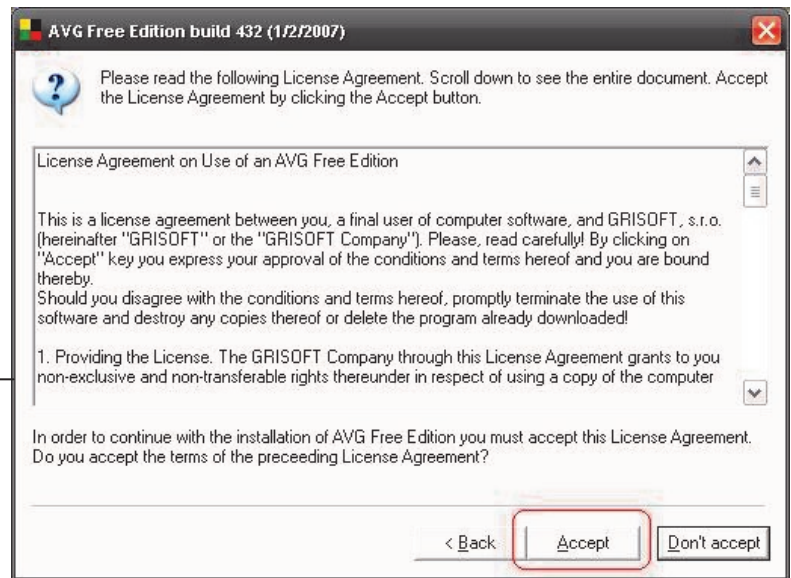 AVG Free Edition build 432 (1/2/2007)
Please read the following License Agreement. Scroll down to see the entire document. Accept
the License Agreement by clicking the Accept button.
License Agreement on Use of an AVG Free Edition
This is a license agreement between you, a final user of computer software, and GRISOFT, s.r.o.
(hereinafter "GRISOFT" or the "GRISOFT Company"). Please, read carefully! By clicking on
"Accept" key you express your approval of the conditions and terms hereof and you are bound
thereby.
Should you disagree with the conditions and terms hereof, promptly terminate the use of this
software and destroy any copies thereof or delete the program already downloaded!
1. Providing the License. The GRISOFT Company through this License Agreement grants to you
non-exclusive and non-transferable rights thereunder in respect of using a copy of the computer
In order to continue with the installation of AVG Free Edition you must accept this License Agreement.
Do you accept the terms of the preceeding License Agreement?
< Back Accept Don't accept